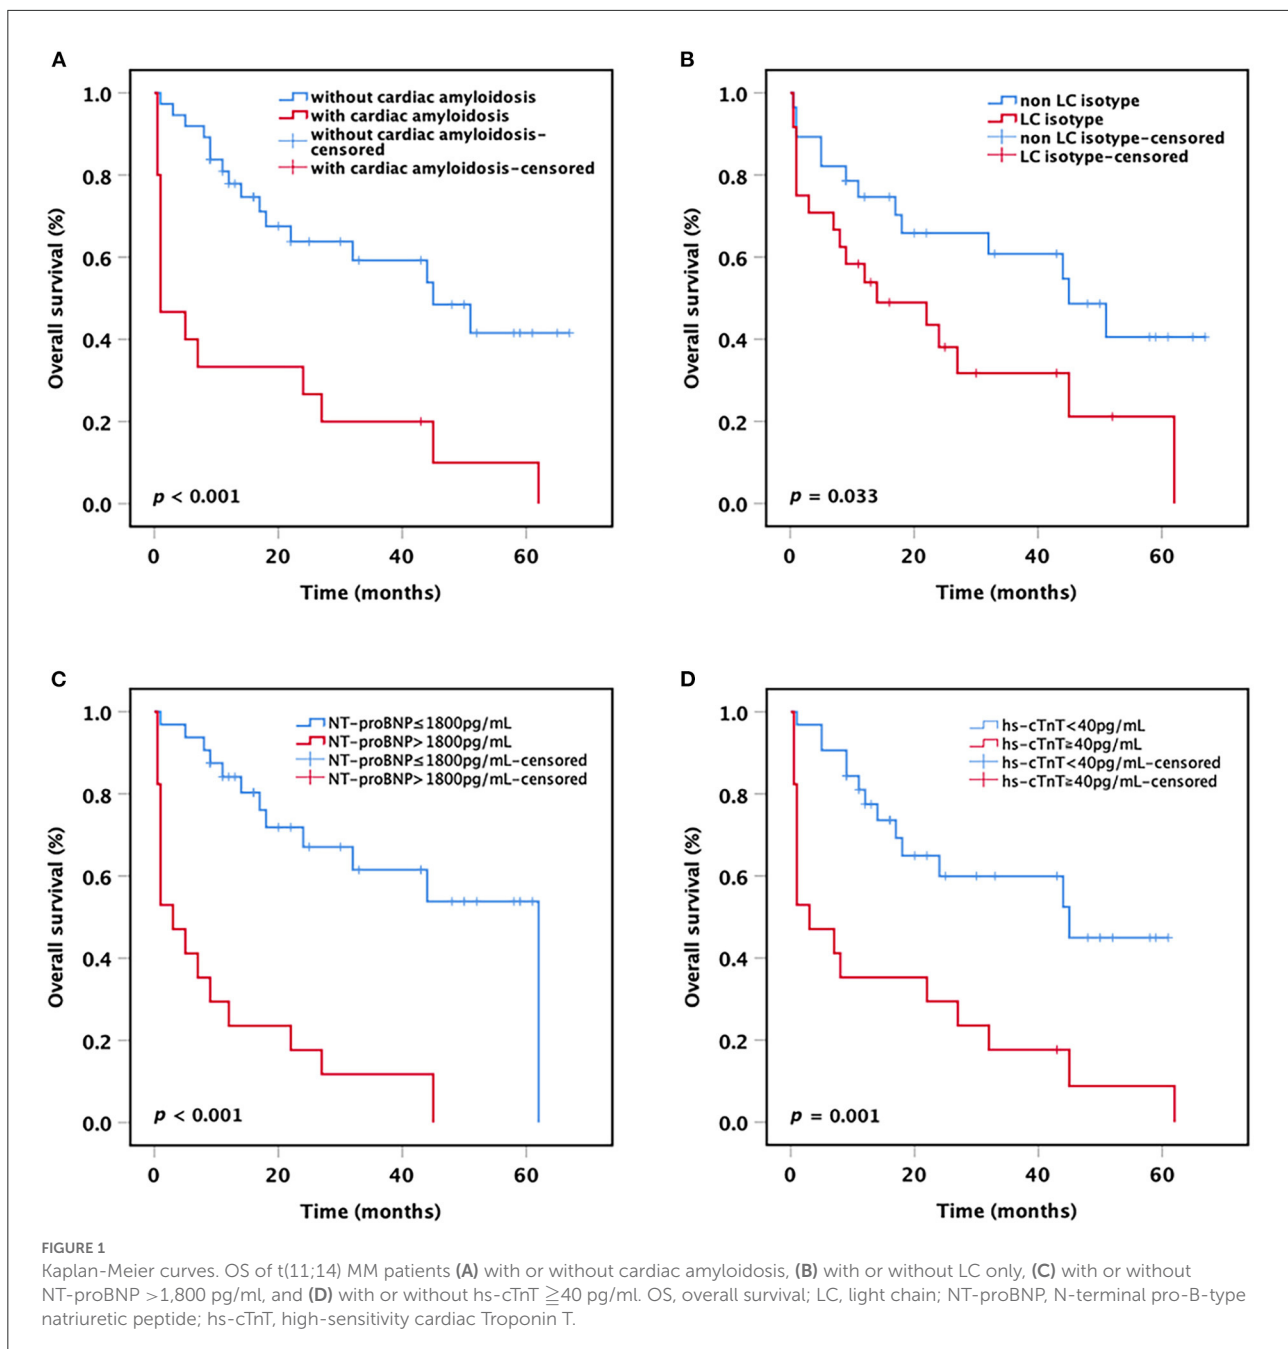 A
without cardiac amyloidosis
with cardiac amyloidosis
without cardiac amyloidosis-
censored
with cardiac amyloidosis-censored
Overall survival (%)
1.0
0.8
0.6
0.4
0.2
0.0
p < 0.001
0 20 40 60
Time (months)
B
non LC isotype
LC isotype
non LC isotype-censored
LC isotype-censored
Overall survival (%)
1.0
0.8
0.6
0.4
0.2
0.0
p = 0.033
0 20 40 60
Time (months)
C
NT-proBNP≤1800pg/mL
NT-proBNP>1800pg/mL
NT-proBNP≤1800pg/mL-censored
NT-proBNP>1800pg/mL-censored
Overall survival (%)
1.0
0.8
0.6
0.4
0.2
0.0
p < 0.001
0 20 40 60
Time (months)
D
hs-cTnT<40pg/mL
hs-cTnT≥40pg/mL
hs-cTnT<40pg/mL-censored
hs-cTnT≥40pg/mL-censored
Overall survival (%)
1.0
0.8
0.6
0.4
0.2
0.0
p = 0.001
0 20 40 60
Time (months)
FIGURE 1
Kaplan-Meier curves. OS of t(11;14) MM patients (A) with or without cardiac amyloidosis, (B) with or without LC only, (C) with or without
NT-proBNP >1,800 pg/ml, and (D) with or without hs-cTnT ≧40 pg/ml. OS, overall survival; LC, light chain; NT-proBNP, N-terminal pro-B-type
natriuretic peptide; hs-cTnT, high-sensitivity cardiac Troponin T.